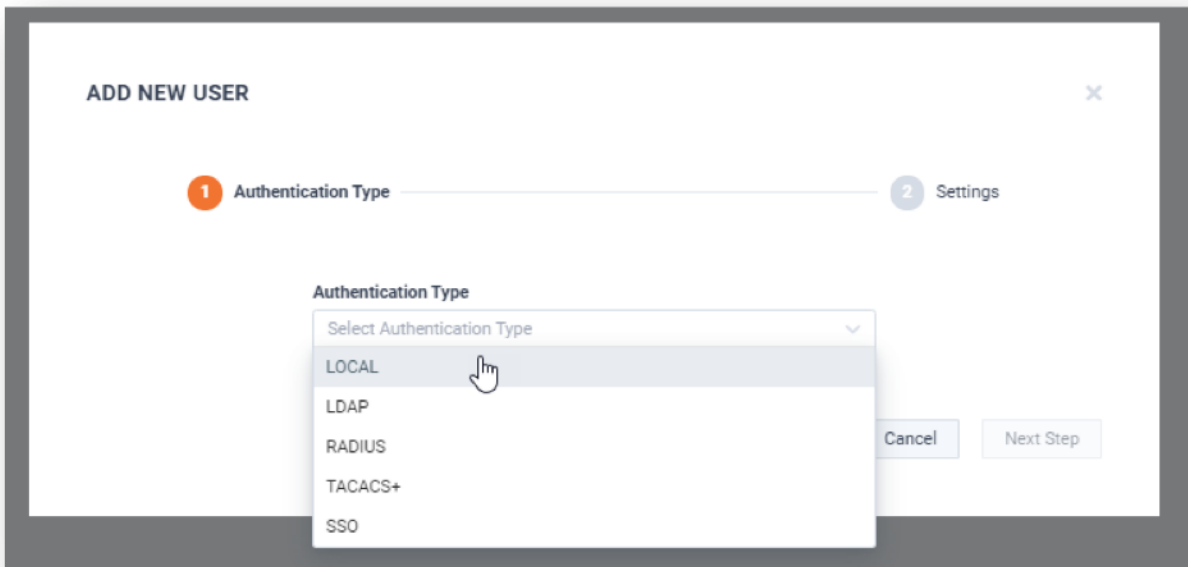 ADD NEW USER
1 Authentication Type 2 Settings
Authentication Type
Select Authentication Type
LOCAL
LDAP
RADIUS
TACACS+
SSO
Cancel Next Step